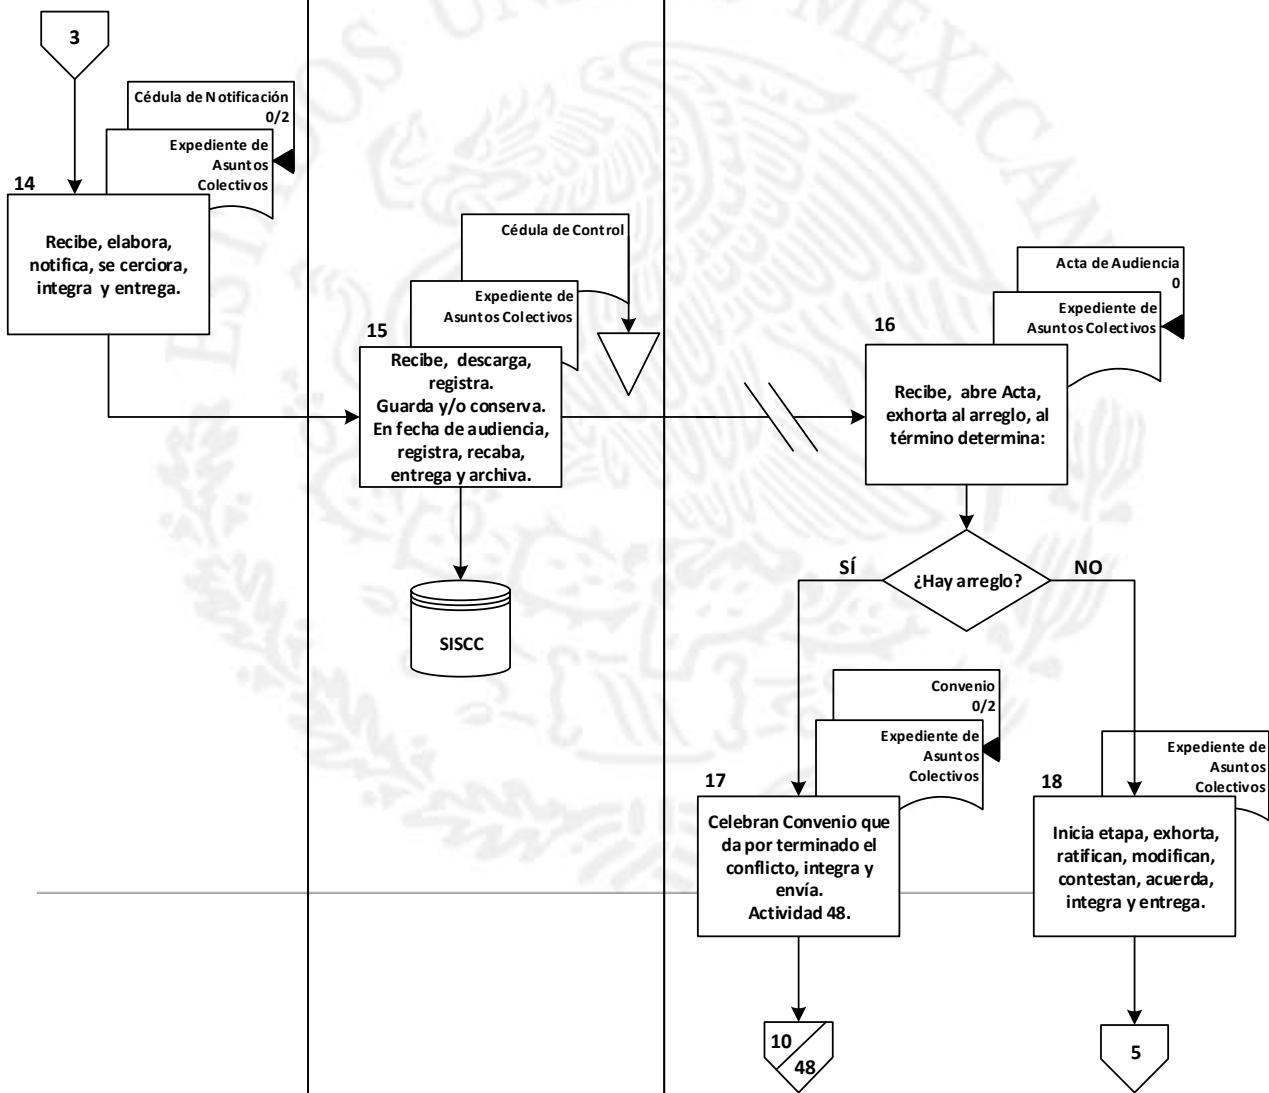 ESTADOS UNIDOS MEXICANOS
3
Cédula de Notificación
0/2
Expediente de
Asuntos
Colectivos
14
Recibe, elabora,
notifica, se cerciora,
integra y entrega.
Cédula de Control
Expediente de
Asuntos Colectivos
15
Recibe, descarga,
registra.
Guarda y/o conserva.
En fecha de audiencia,
registra, recaba,
entrega y archiva.
SISCC
Acta de Audiencia
0
Expediente de
Asuntos Colectivos
16
Recibe, abre Acta,
exhorta al arreglo, al
término determina:
¿Hay arreglo?
SÍ
NO
Convenio
0/2
Expediente de
Asuntos
Colectivos
17
Celebran Convenio que
da por terminado el
conflicto, integra y
envía.
Actividad 48.
10
48
Expediente de
Asuntos
Colectivos
18
Inicia etapa, exhorta,
ratifican, modifican,
contestan, acuerda,
integra y entrega.
5